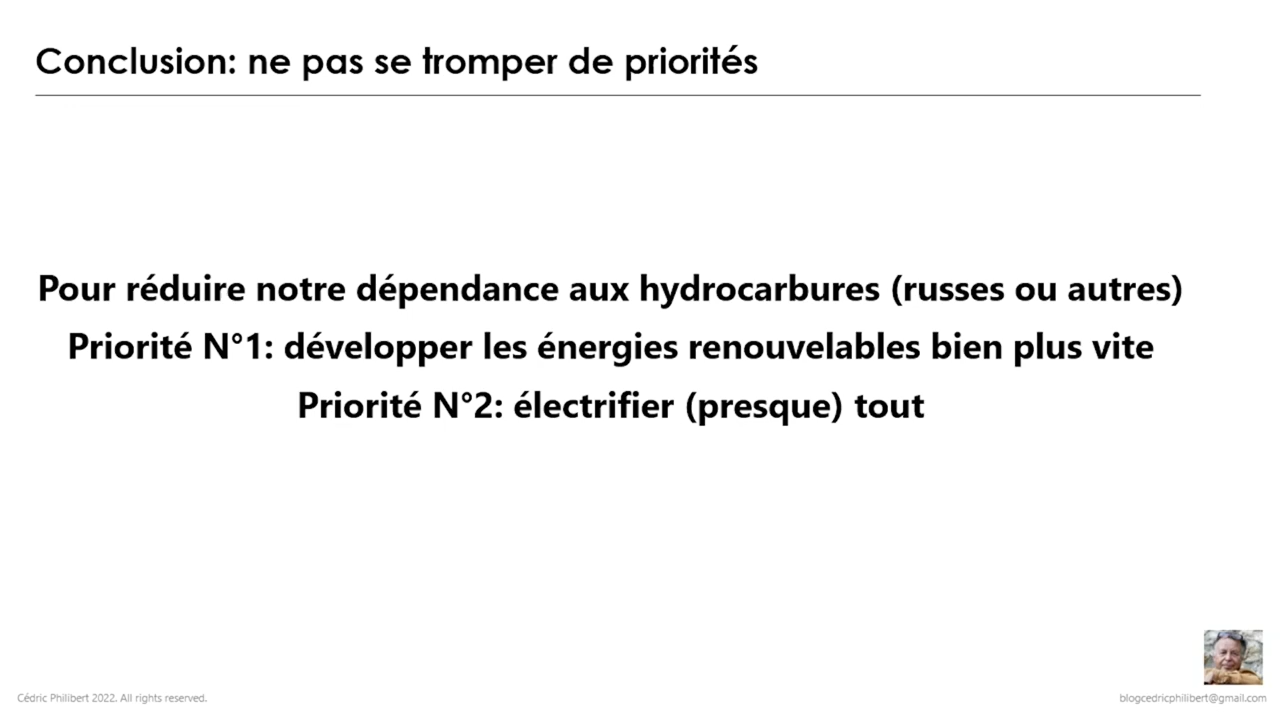 Conclusion: ne pas se tromper de priorités
Pour réduire notre dépendance aux hydrocarbures (russes ou autres)
Priorité N°1: développer les énergies renouvelables bien plus vite
Priorité N°2: électrifier (presque) tout
Cédric Philibert 2022. All rights reserved.
blogcedricphilibert@gmail.com